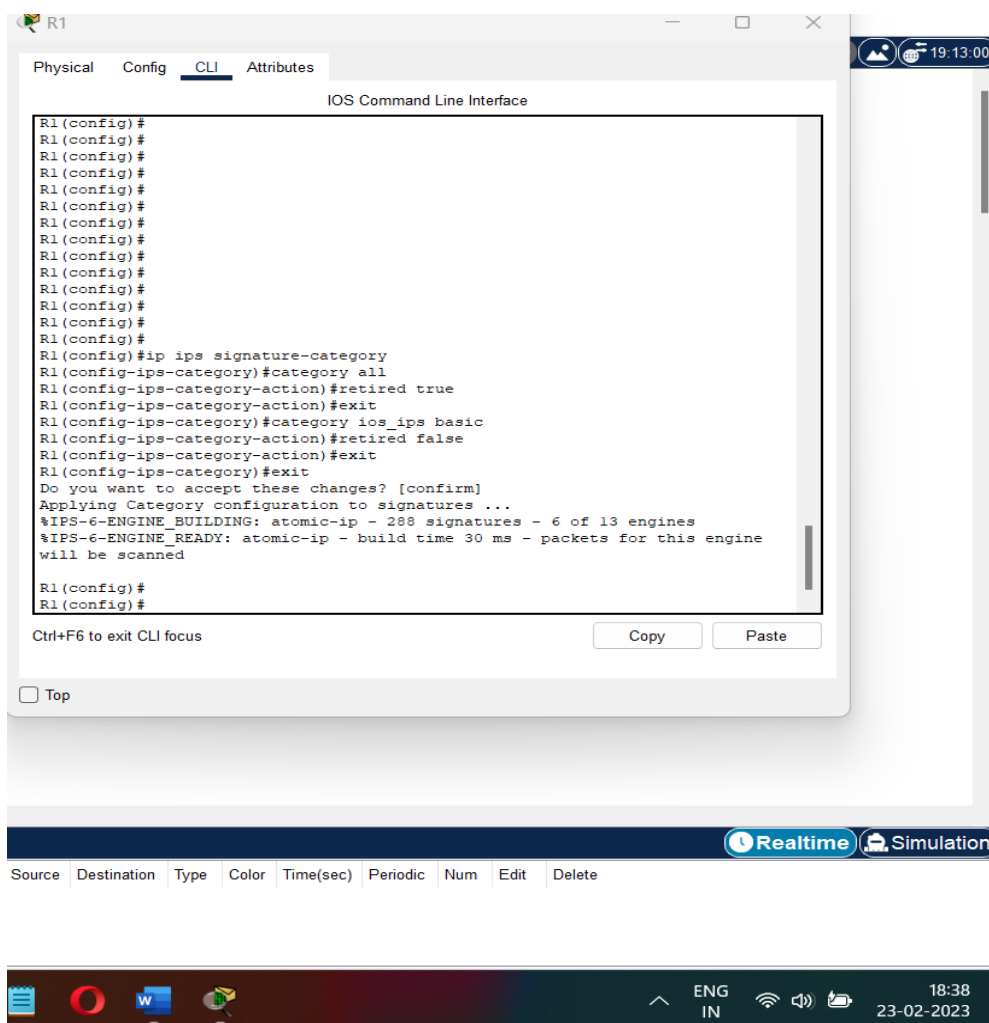 R1
19:13:00
Physical Config CLI Attributes
IOS Command Line Interface
R1(config)#
R1(config)#
R1(config)#
R1(config)#
R1(config)#
R1(config)#
R1(config)#
R1(config)#
R1(config)#
R1(config)#
R1(config)#
R1(config)#
R1(config)#
R1(config)#
R1(config)#ip ips signature-category
R1(config-ips-category)#category all
R1(config-ips-category-action)#retired true
R1(config-ips-category-action)#exit
R1(config-ips-category)#category ios_ips basic
R1(config-ips-category-action)#retired false
R1(config-ips-category-action)#exit
R1(config-ips-category)#exit
Do you want to accept these changes? [confirm]
Applying Category configuration to signatures ...
%IPS-6-ENGINE_BUILDING: atomic-ip - 288 signatures - 6 of 13 engines
%IPS-6-ENGINE_READY: atomic-ip - build time 30 ms - packets for this engine
will be scanned
R1(config)#
R1(config)#
Ctrl+F6 to exit CLI focus Copy Paste
Top
Realtime Simulation
Source Destination Type Color Time(sec) Periodic Num Edit Delete
W
ENG 18:38
IN 23-02-2023